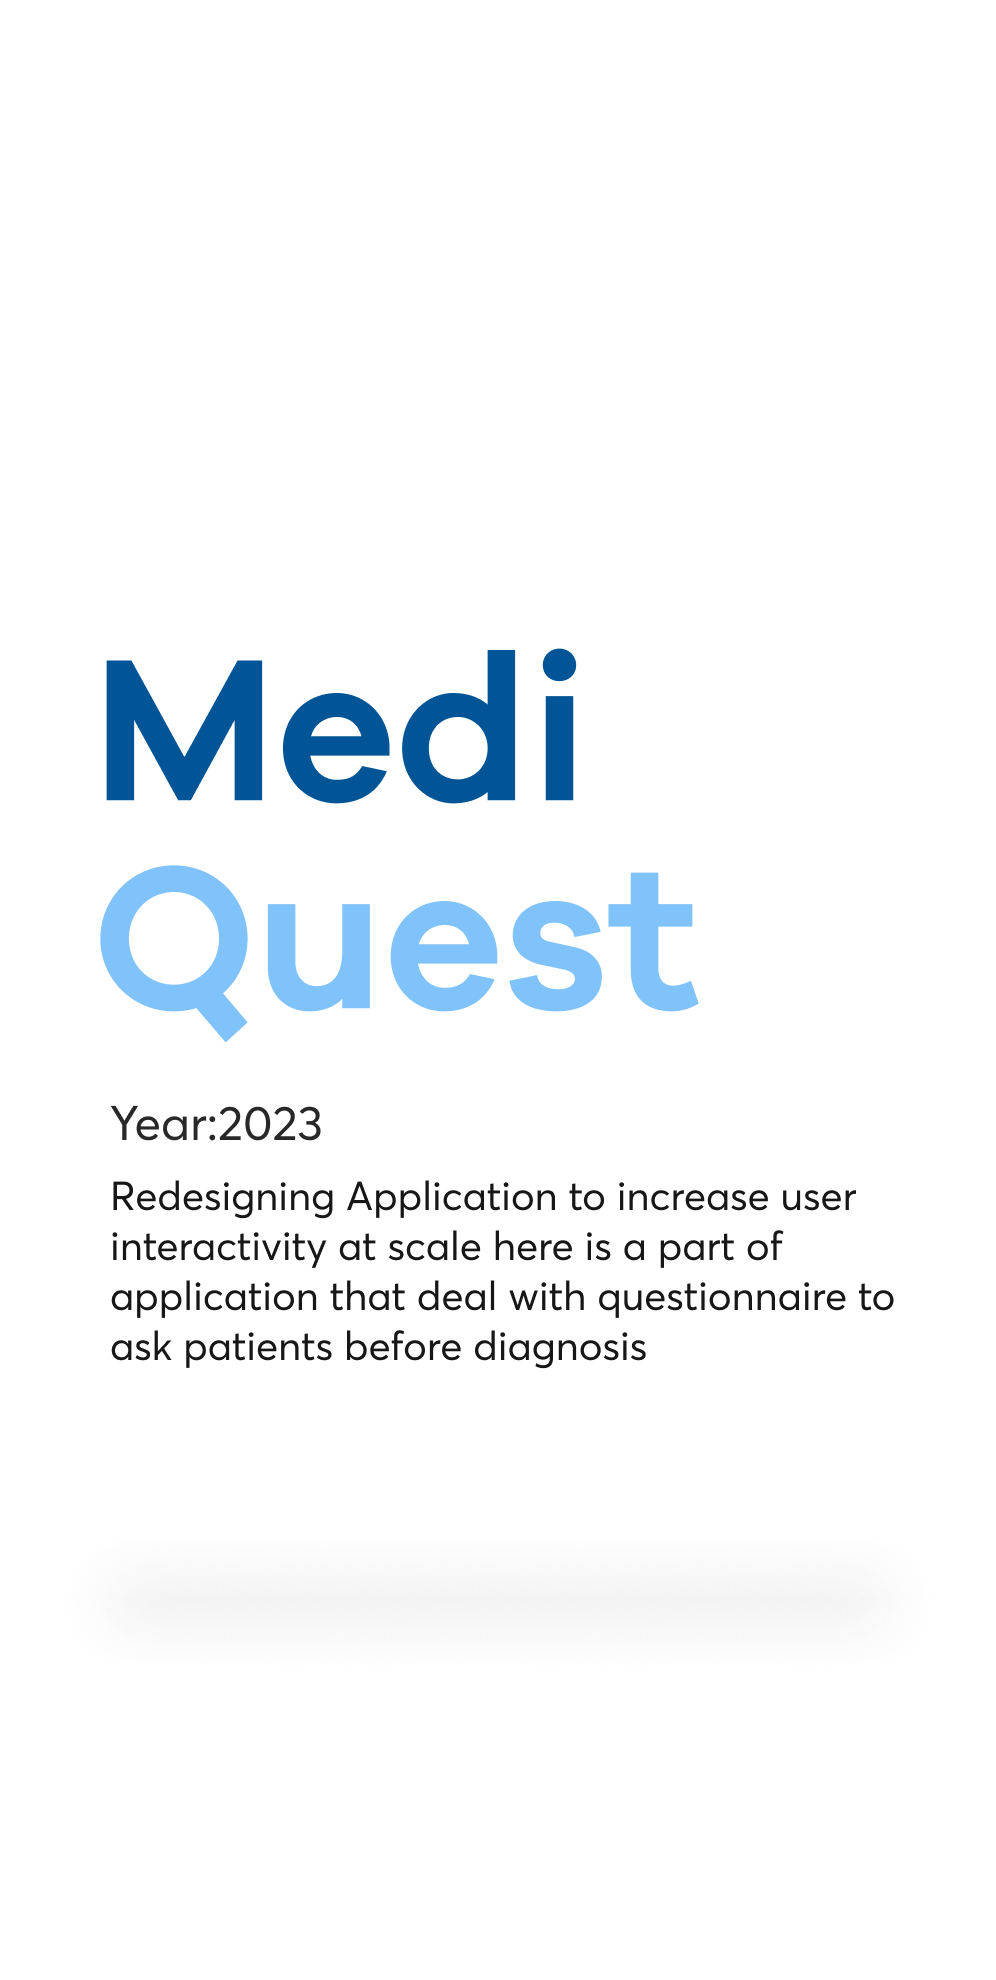 Medi
Quest
Year:2023
Redesigning Application to increase user
interactivity at scale here is a part of
application that deal with questionnaire to
ask patients before diagnosis